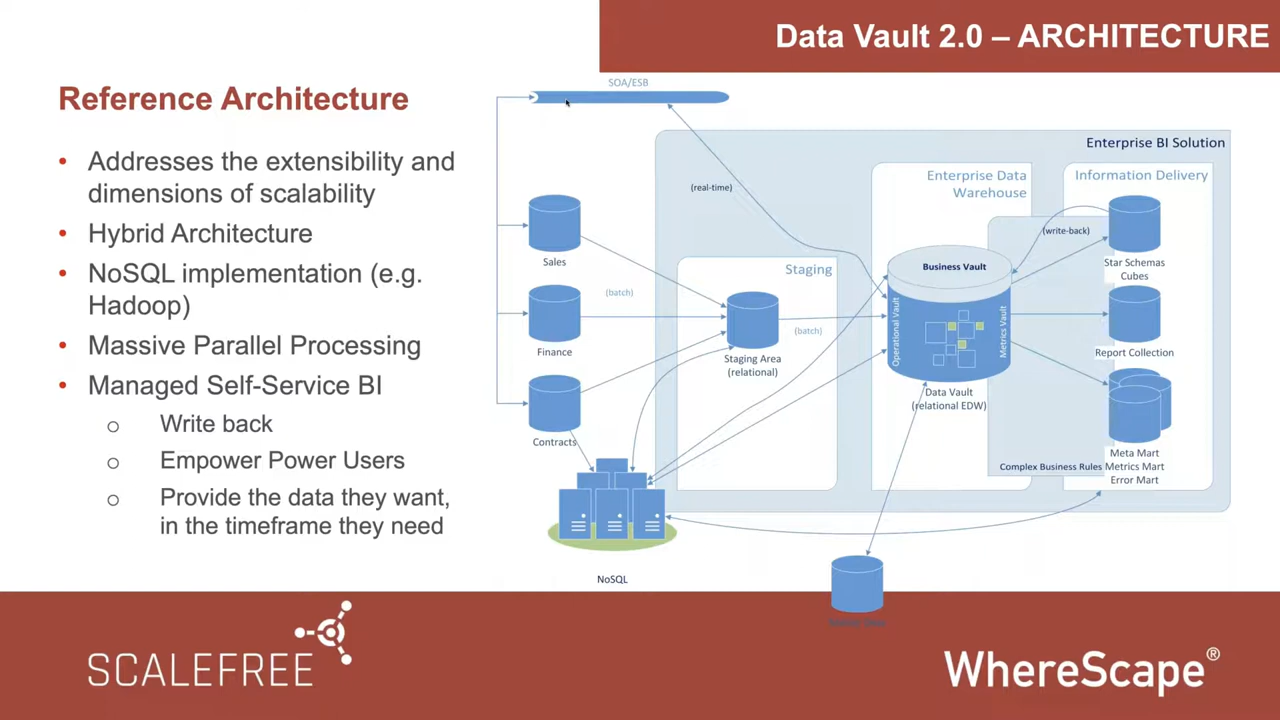 Data Vault 2.0 – ARCHITECTURE
Reference Architecture
• Addresses the extensibility and
dimensions of scalability
• Hybrid Architecture
• NoSQL implementation (e.g.
Hadoop)
• Massive Parallel Processing
• Managed Self-Service BI
o Write back
o Empower Power Users
o Provide the data they want,
in the timeframe they need
SOA/ESB
Enterprise BI Solution
(real-time)
Enterprise Data
Warehouse
Information Delivery
Sales
(batch)
Finance
Contracts
Staging
Staging Area
(relational)
(batch)
Business Vault
Operational Vault
Metrics Vault
Data Vault
(relational EDW)
(write-back)
Star Schemas
Cubes
Report Collection
Complex Business Rules
Meta Mart
Metrics Mart
Error Mart
NoSQL
SCALEFREE
WhereScape®